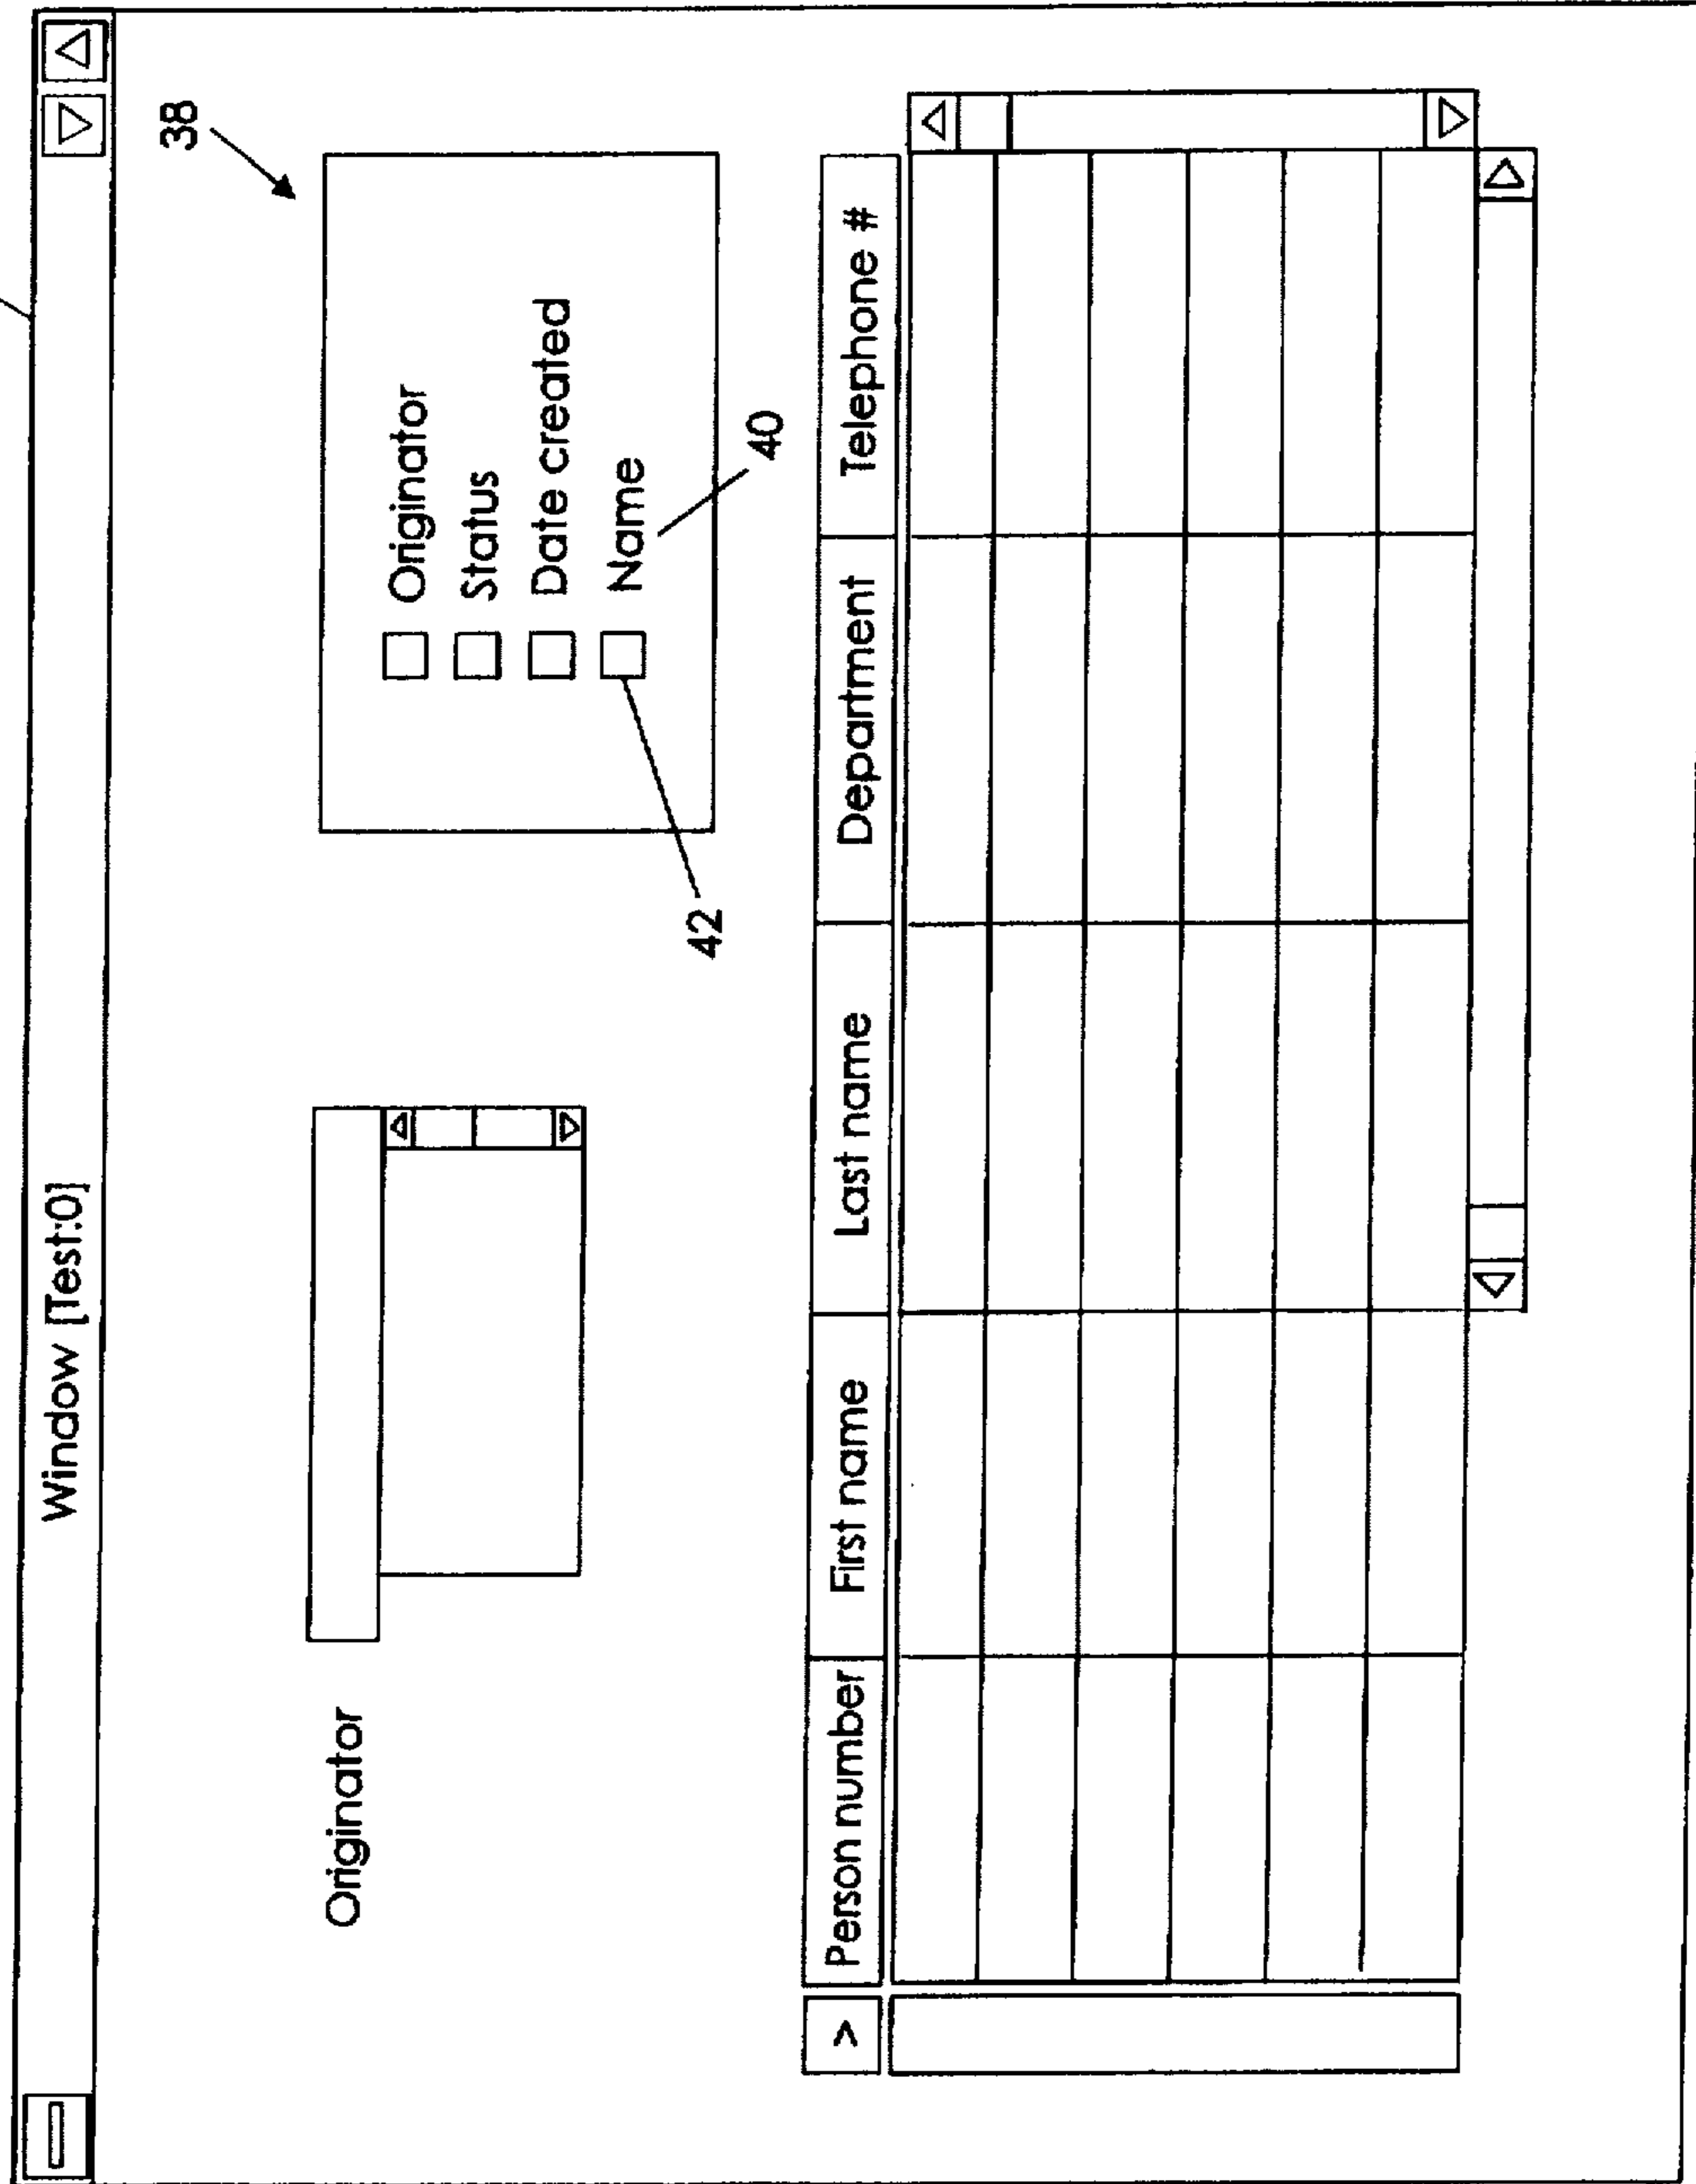 Window [Test:0]
38
Originator
Originator
Status
Date created
Name
42
40
> Person number First name Last name Department Telephone #